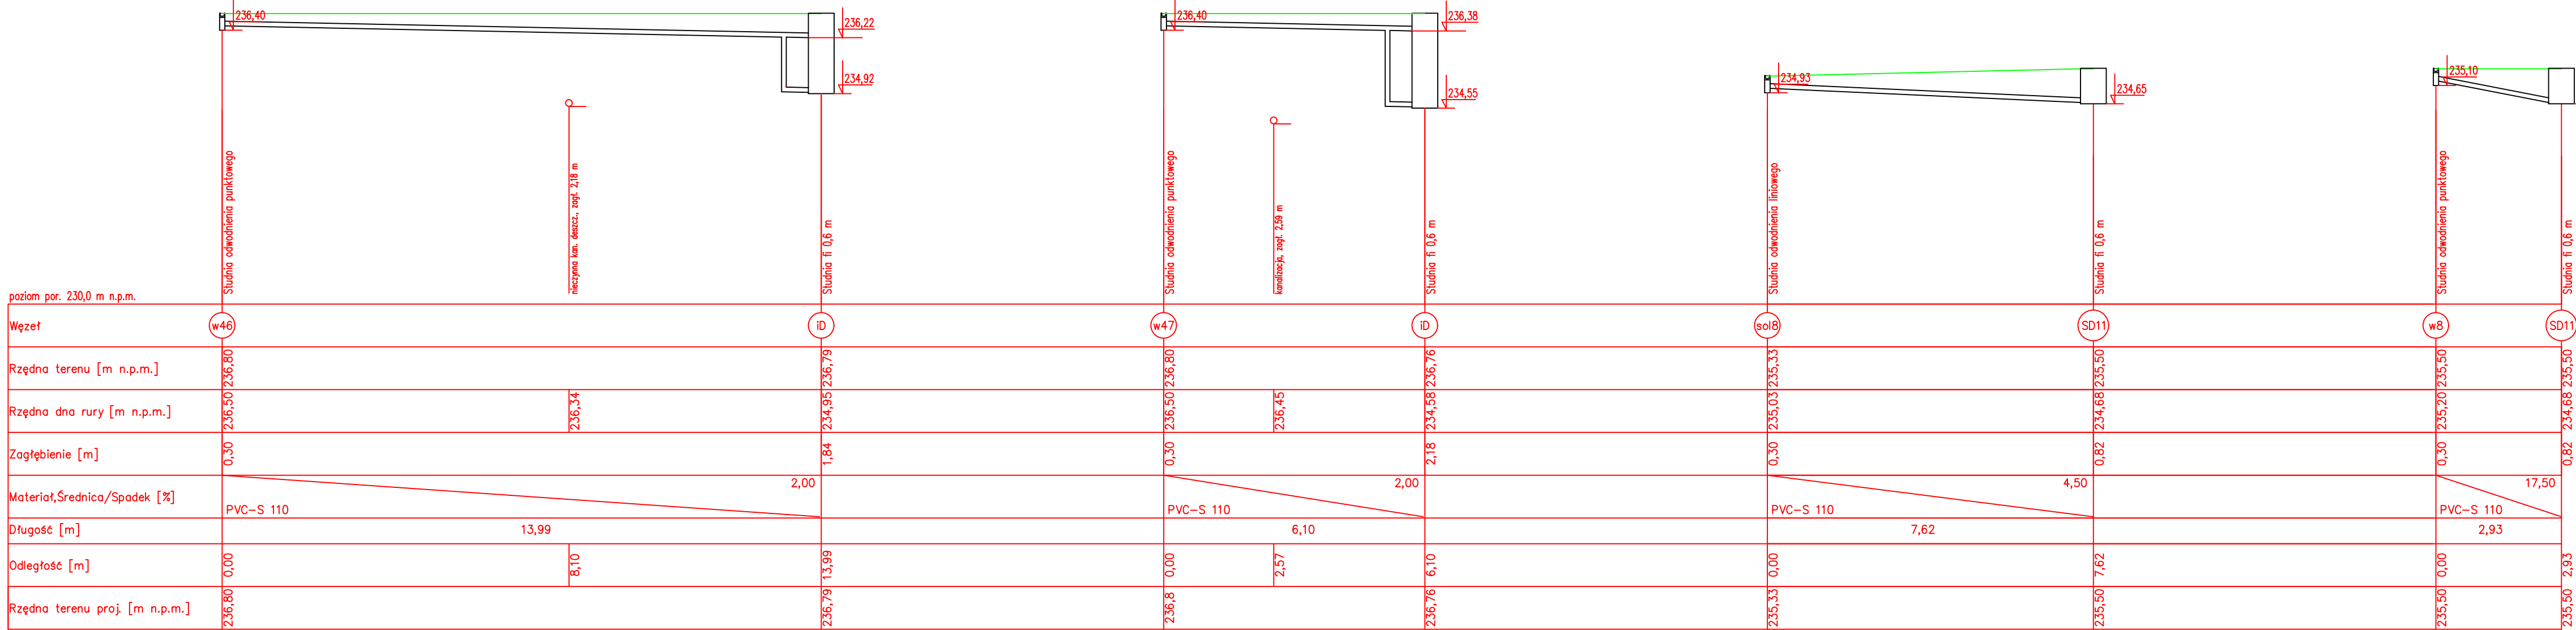 236,40
236,22
234,92
236,40
236,38
234,55
234,93
234,65
235,10
Studnia odwodnienia punktowego
nieczynna kan. deszcz., zagł. 2,18 m
Studnia fi 0,6 m
Studnia odwodnienia punktowego
kanalizacja, zagł. 2,59 m
Studnia fi 0,6 m
Studnia odwodnienia liniowego
Studnia fi 0,6 m
Studnia odwodnienia punktowego
Studnia fi 0,6 m
poziom por. 230,0 m n.p.m.
Węzeł w46 iD w47 iD sol8 SD11 w8 SD11
Rzędna terenu [m n.p.m.] 236,80 236,79 236,80 236,76 235,33 235,50 235,50 235,50
Rzędna dna rury [m n.p.m.] 236,50 236,34 234,95 236,50 236,45 234,58 235,03 234,68 235,20 234,68
Zagłębienie [m] 0,30 1,84 0,30 2,18 0,30 0,82 0,30 0,82
Materiał,Średnica/Spadek [%] PVC-S 110 2,00 PVC-S 110 2,00 PVC-S 110 4,50 PVC-S 110 17,50
Długość [m] 13,99 6,10 7,62 2,93
Odległość [m] 0,00 8,10 13,99 0,00 2,57 6,10 0,00 7,62 0,00 2,93
Rzędna terenu proj. [m n.p.m.] 236,80 236,79 236,8 236,76 235,33 235,50 235,50 235,50